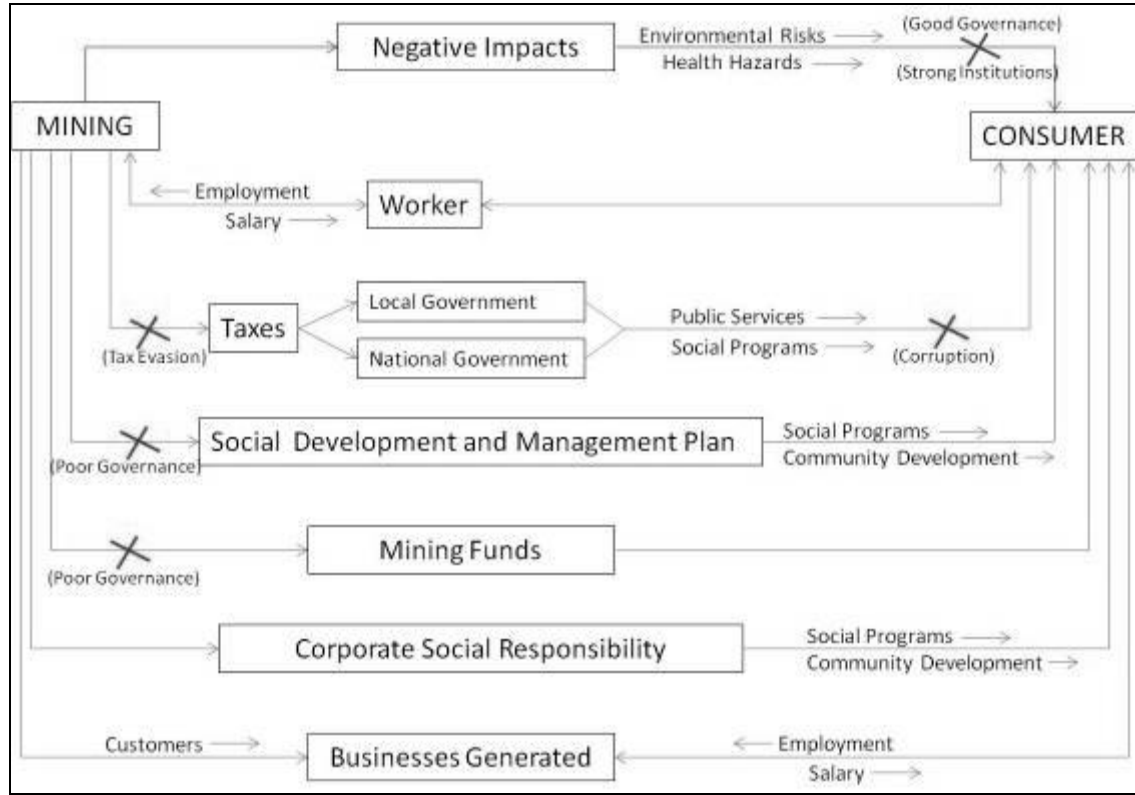 (Good Governance)
Negative Impacts
Environmental Risks
Health Hazards
(Strong Institutions)
MINING
CONSUMER
Employment
Salary
Worker
Taxes
(Tax Evasion)
Local Government
National Government
Public Services
Social Programs
(Corruption)
(Poor Governance)
Social Development and Management Plan
Social Programs
Community Development
(Poor Governance)
Mining Funds
Corporate Social Responsibility
Social Programs
Community Development
Customers
Businesses Generated
Employment
Salary